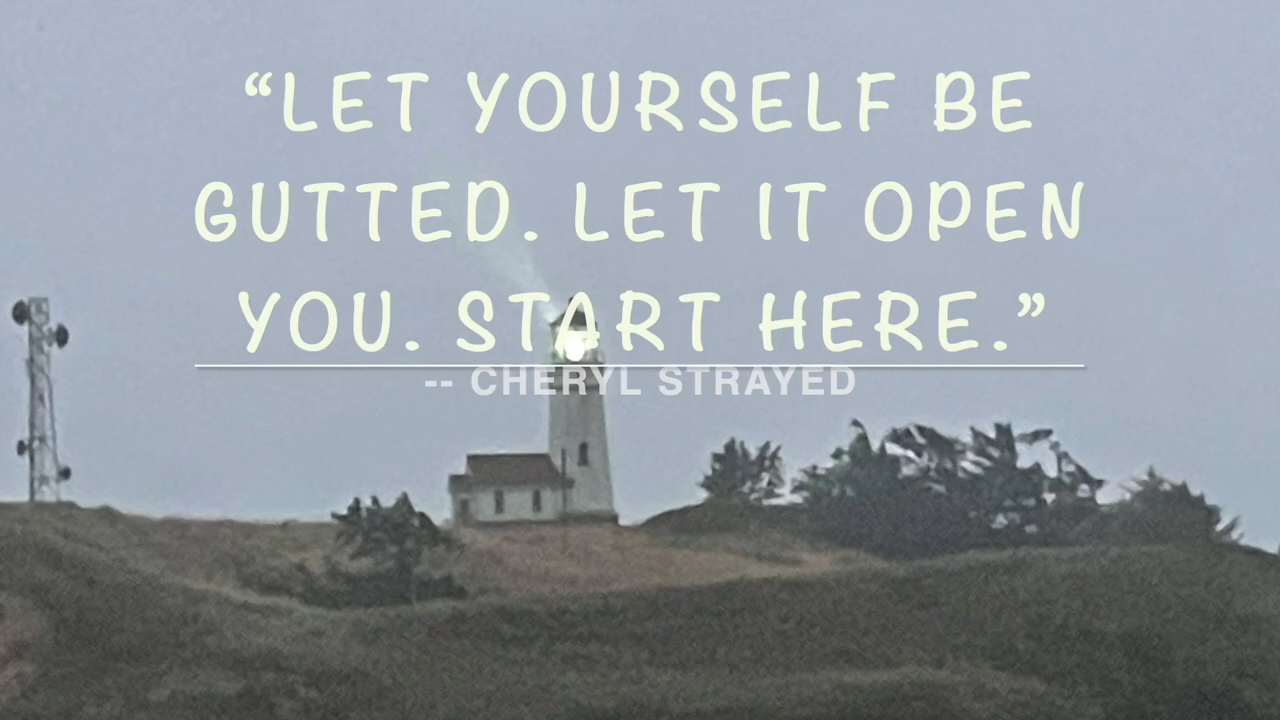 “LET YOURSELF BE
GUTTED. LET IT OPEN
YOU. START HERE.”
-- CHERYL STRAYED